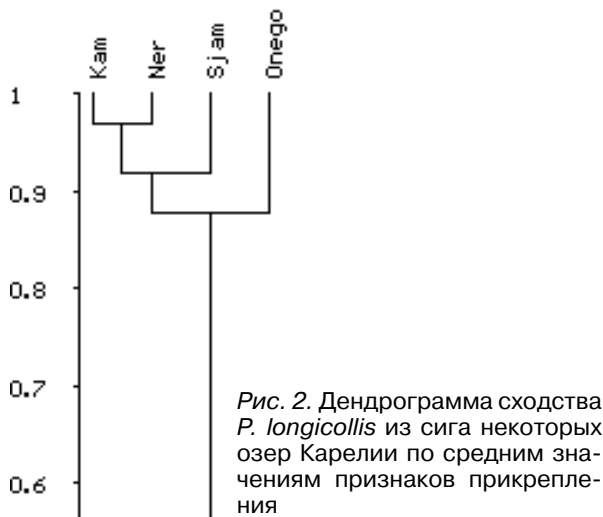 Kam
Ner
Sjam
Onego
1
0.9
0.8
0.7
0.6
Рис. 2. Дендрограмма сходства
P. longicollis из сига некоторых
озер Карелии по средним зна-
чениям признаков прикрепле-
ния